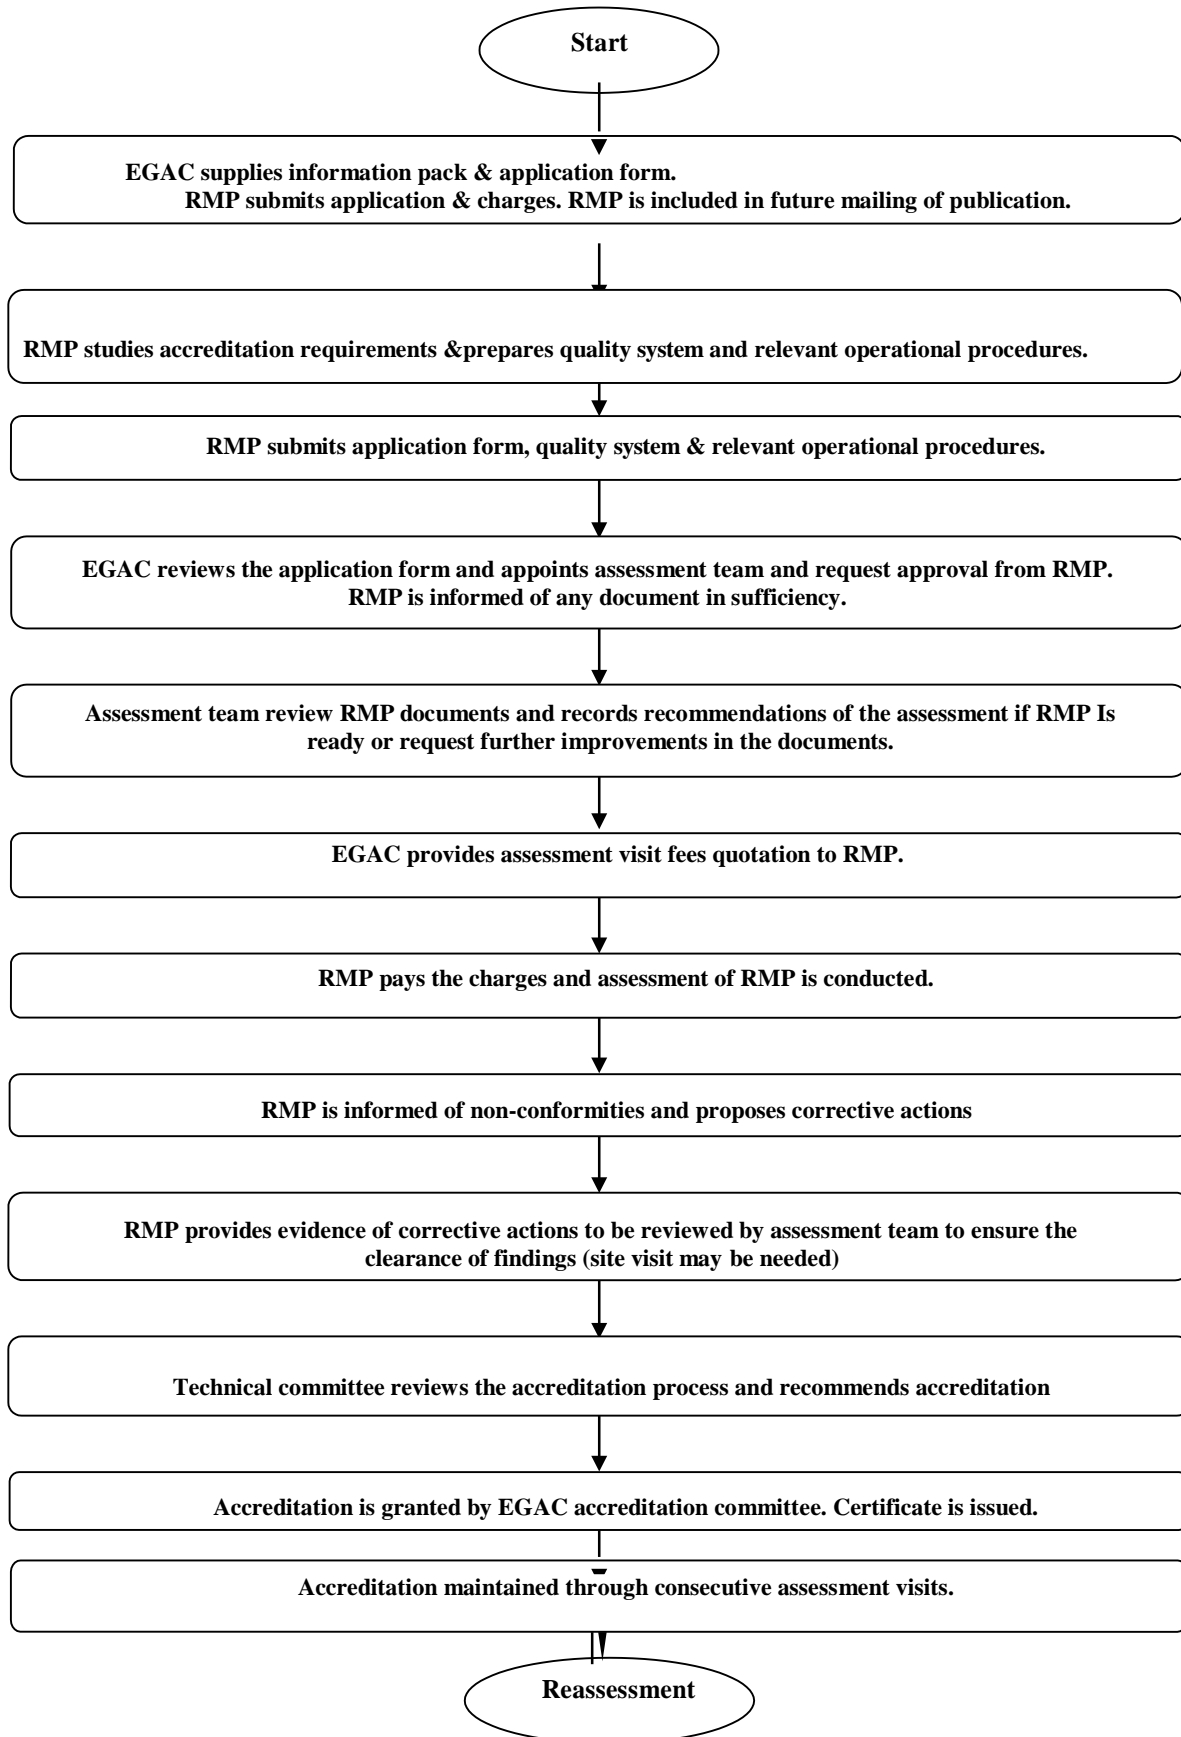 Start
EGAC supplies information pack & application form.
RMP submits application & charges. RMP is included in future mailing of publication.
RMP studies accreditation requirements &prepares quality system and relevant operational procedures.
RMP submits application form, quality system & relevant operational procedures.
EGAC reviews the application form and appoints assessment team and request approval from RMP.
RMP is informed of any document in sufficiency.
Assessment team review RMP documents and records recommendations of the assessment if RMP Is
ready or request further improvements in the documents.
EGAC provides assessment visit fees quotation to RMP.
RMP pays the charges and assessment of RMP is conducted.
RMP is informed of non-conformities and proposes corrective actions
RMP provides evidence of corrective actions to be reviewed by assessment team to ensure the
clearance of findings (site visit may be needed)
Technical committee reviews the accreditation process and recommends accreditation
Accreditation is granted by EGAC accreditation committee. Certificate is issued.
Accreditation maintained through consecutive assessment visits.
Reassessment